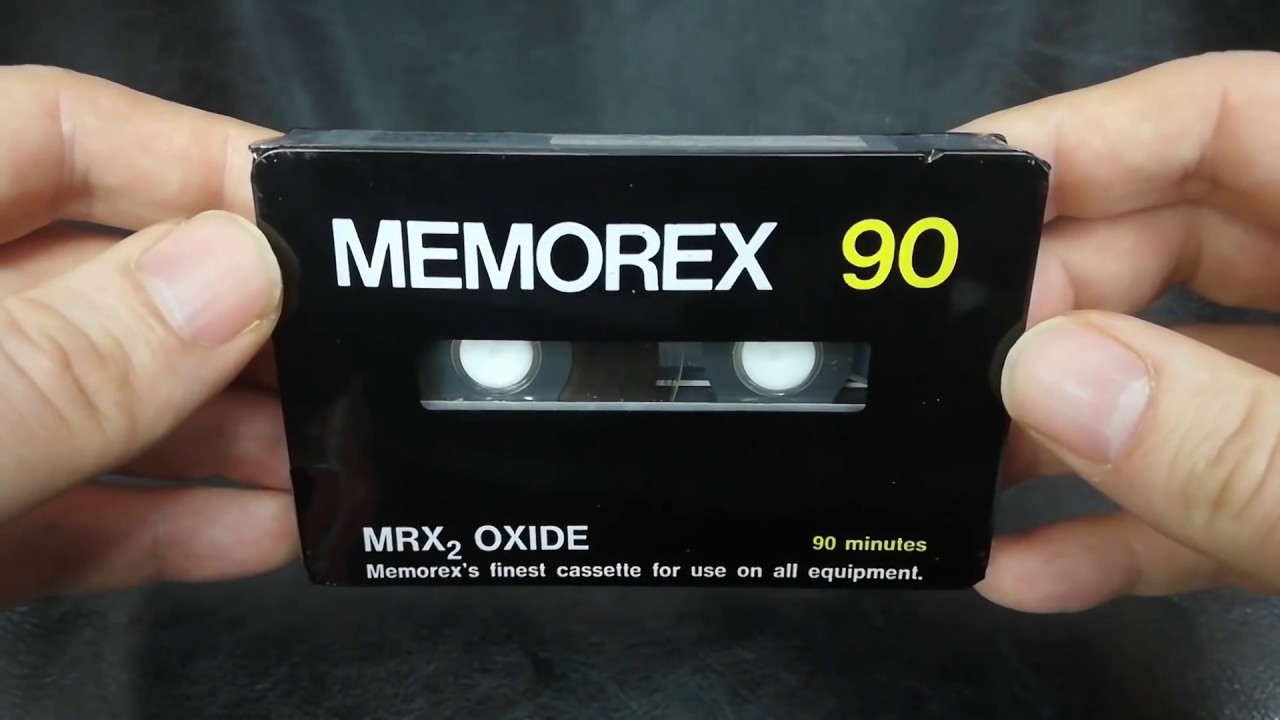 MEMOREX 90
MRX₂ OXIDE
90 minutes
Memorex's finest cassette for use on all equipment.